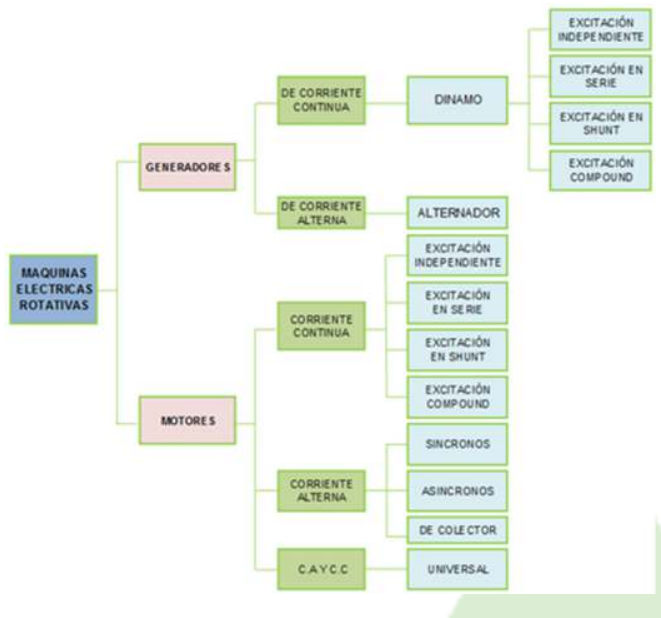 EXCITACIÓN
INDEPENDIENTE
EXCITACIÓN EN
SERIE
EXCITACIÓN EN
SHUNT
EXCITACIÓN
COMPOUND
DE CORRIENTE
CONTINUA
DINAMO
GENERADORES
DE CORRIENTE
ALTERNA
ALTERNADOR
MAQUINAS
ELECTRICAS
ROTATIVAS
EXCITACIÓN
INDEPENDIENTE
EXCITACIÓN
EN SERIE
CORRIENTE
CONTINUA
EXCITACIÓN
EN SHUNT
EXCITACIÓN
COMPOUND
MOTORES
SINCRONOS
CORRIENTE
ALTERNA
ASINCRONOS
DE COLECTOR
C.A Y C.C
UNIVERSAL